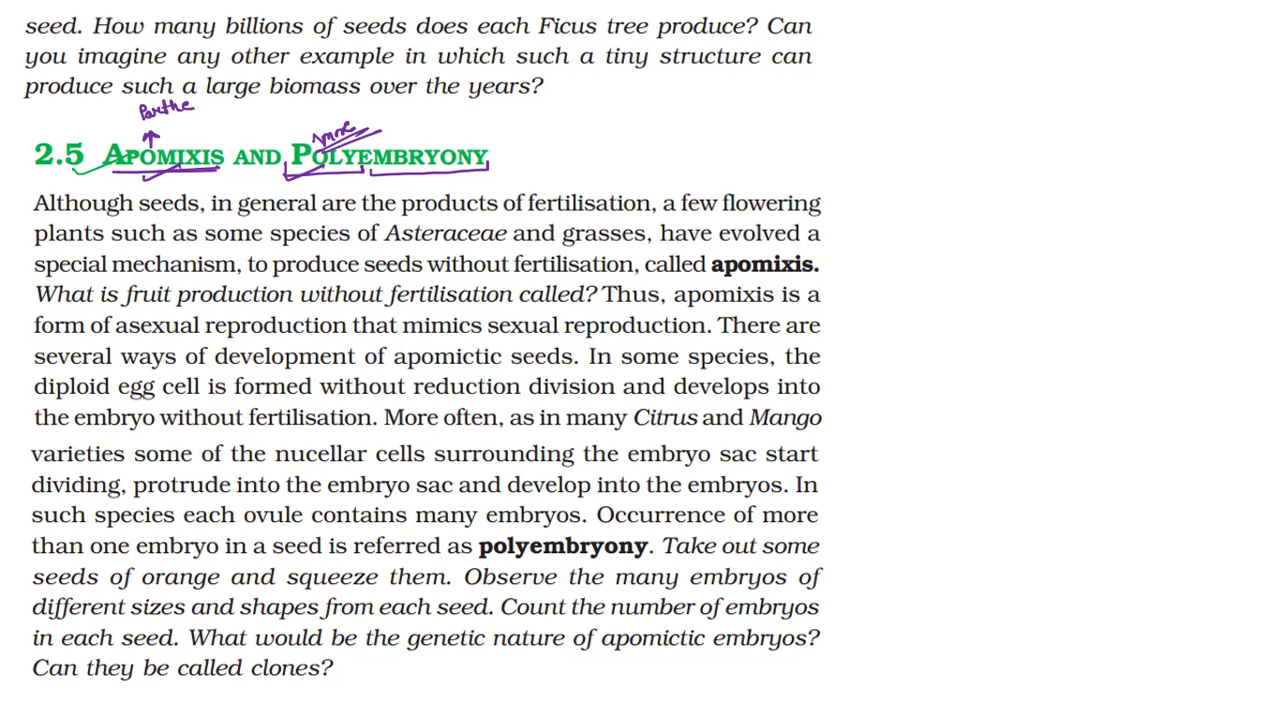 seed. How many billions of seeds does each Ficus tree produce? Can
you imagine any other example in which such a tiny structure can
produce such a large biomass over the years?
Parthe
more
2.5 APOMIXIS AND POLYEMBRYONY
Although seeds, in general are the products of fertilisation, a few flowering
plants such as some species of Asteraceae and grasses, have evolved a
special mechanism, to produce seeds without fertilisation, called apomixis.
What is fruit production without fertilisation called? Thus, apomixis is a
form of asexual reproduction that mimics sexual reproduction. There are
several ways of development of apomictic seeds. In some species, the
diploid egg cell is formed without reduction division and develops into
the embryo without fertilisation. More often, as in many Citrus and Mango
varieties some of the nucellar cells surrounding the embryo sac start
dividing, protrude into the embryo sac and develop into the embryos. In
such species each ovule contains many embryos. Occurrence of more
than one embryo in a seed is referred as polyembryony. Take out some
seeds of orange and squeeze them. Observe the many embryos of
different sizes and shapes from each seed. Count the number of embryos
in each seed. What would be the genetic nature of apomictic embryos?
Can they be called clones?